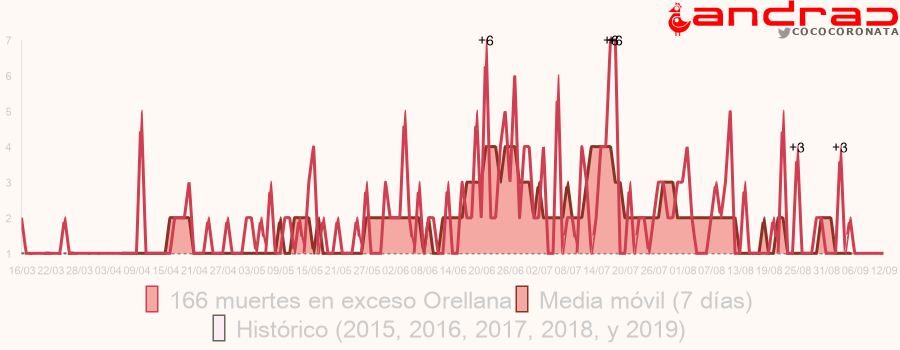 andrac
COCOCORONATA
+6
+6
+6
+3
+3
7
6
5
4
3
2
1
16/03 22/03 28/03 03/04 09/04 15/04 21/04 27/04 03/05 09/05 15/05 21/05 27/05 02/06 08/06 14/06 20/06 26/06 02/07 08/07 14/07 20/07 26/07 01/08 07/08 13/08 19/08 25/08 31/08 06/09 12/09
166 muertes en exceso Orellana Media móvil (7 días)
Histórico (2015, 2016, 2017, 2018, y 2019)